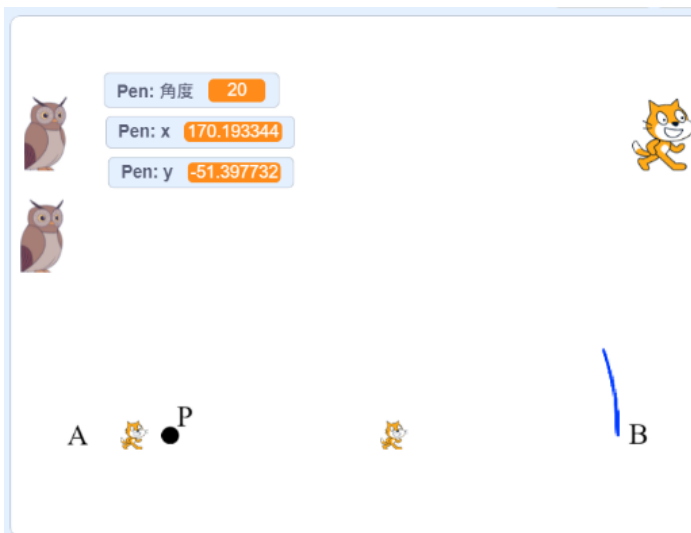 Pen: 角度 20
Pen: x 170.193344
Pen: y -51.397732
P
A
B